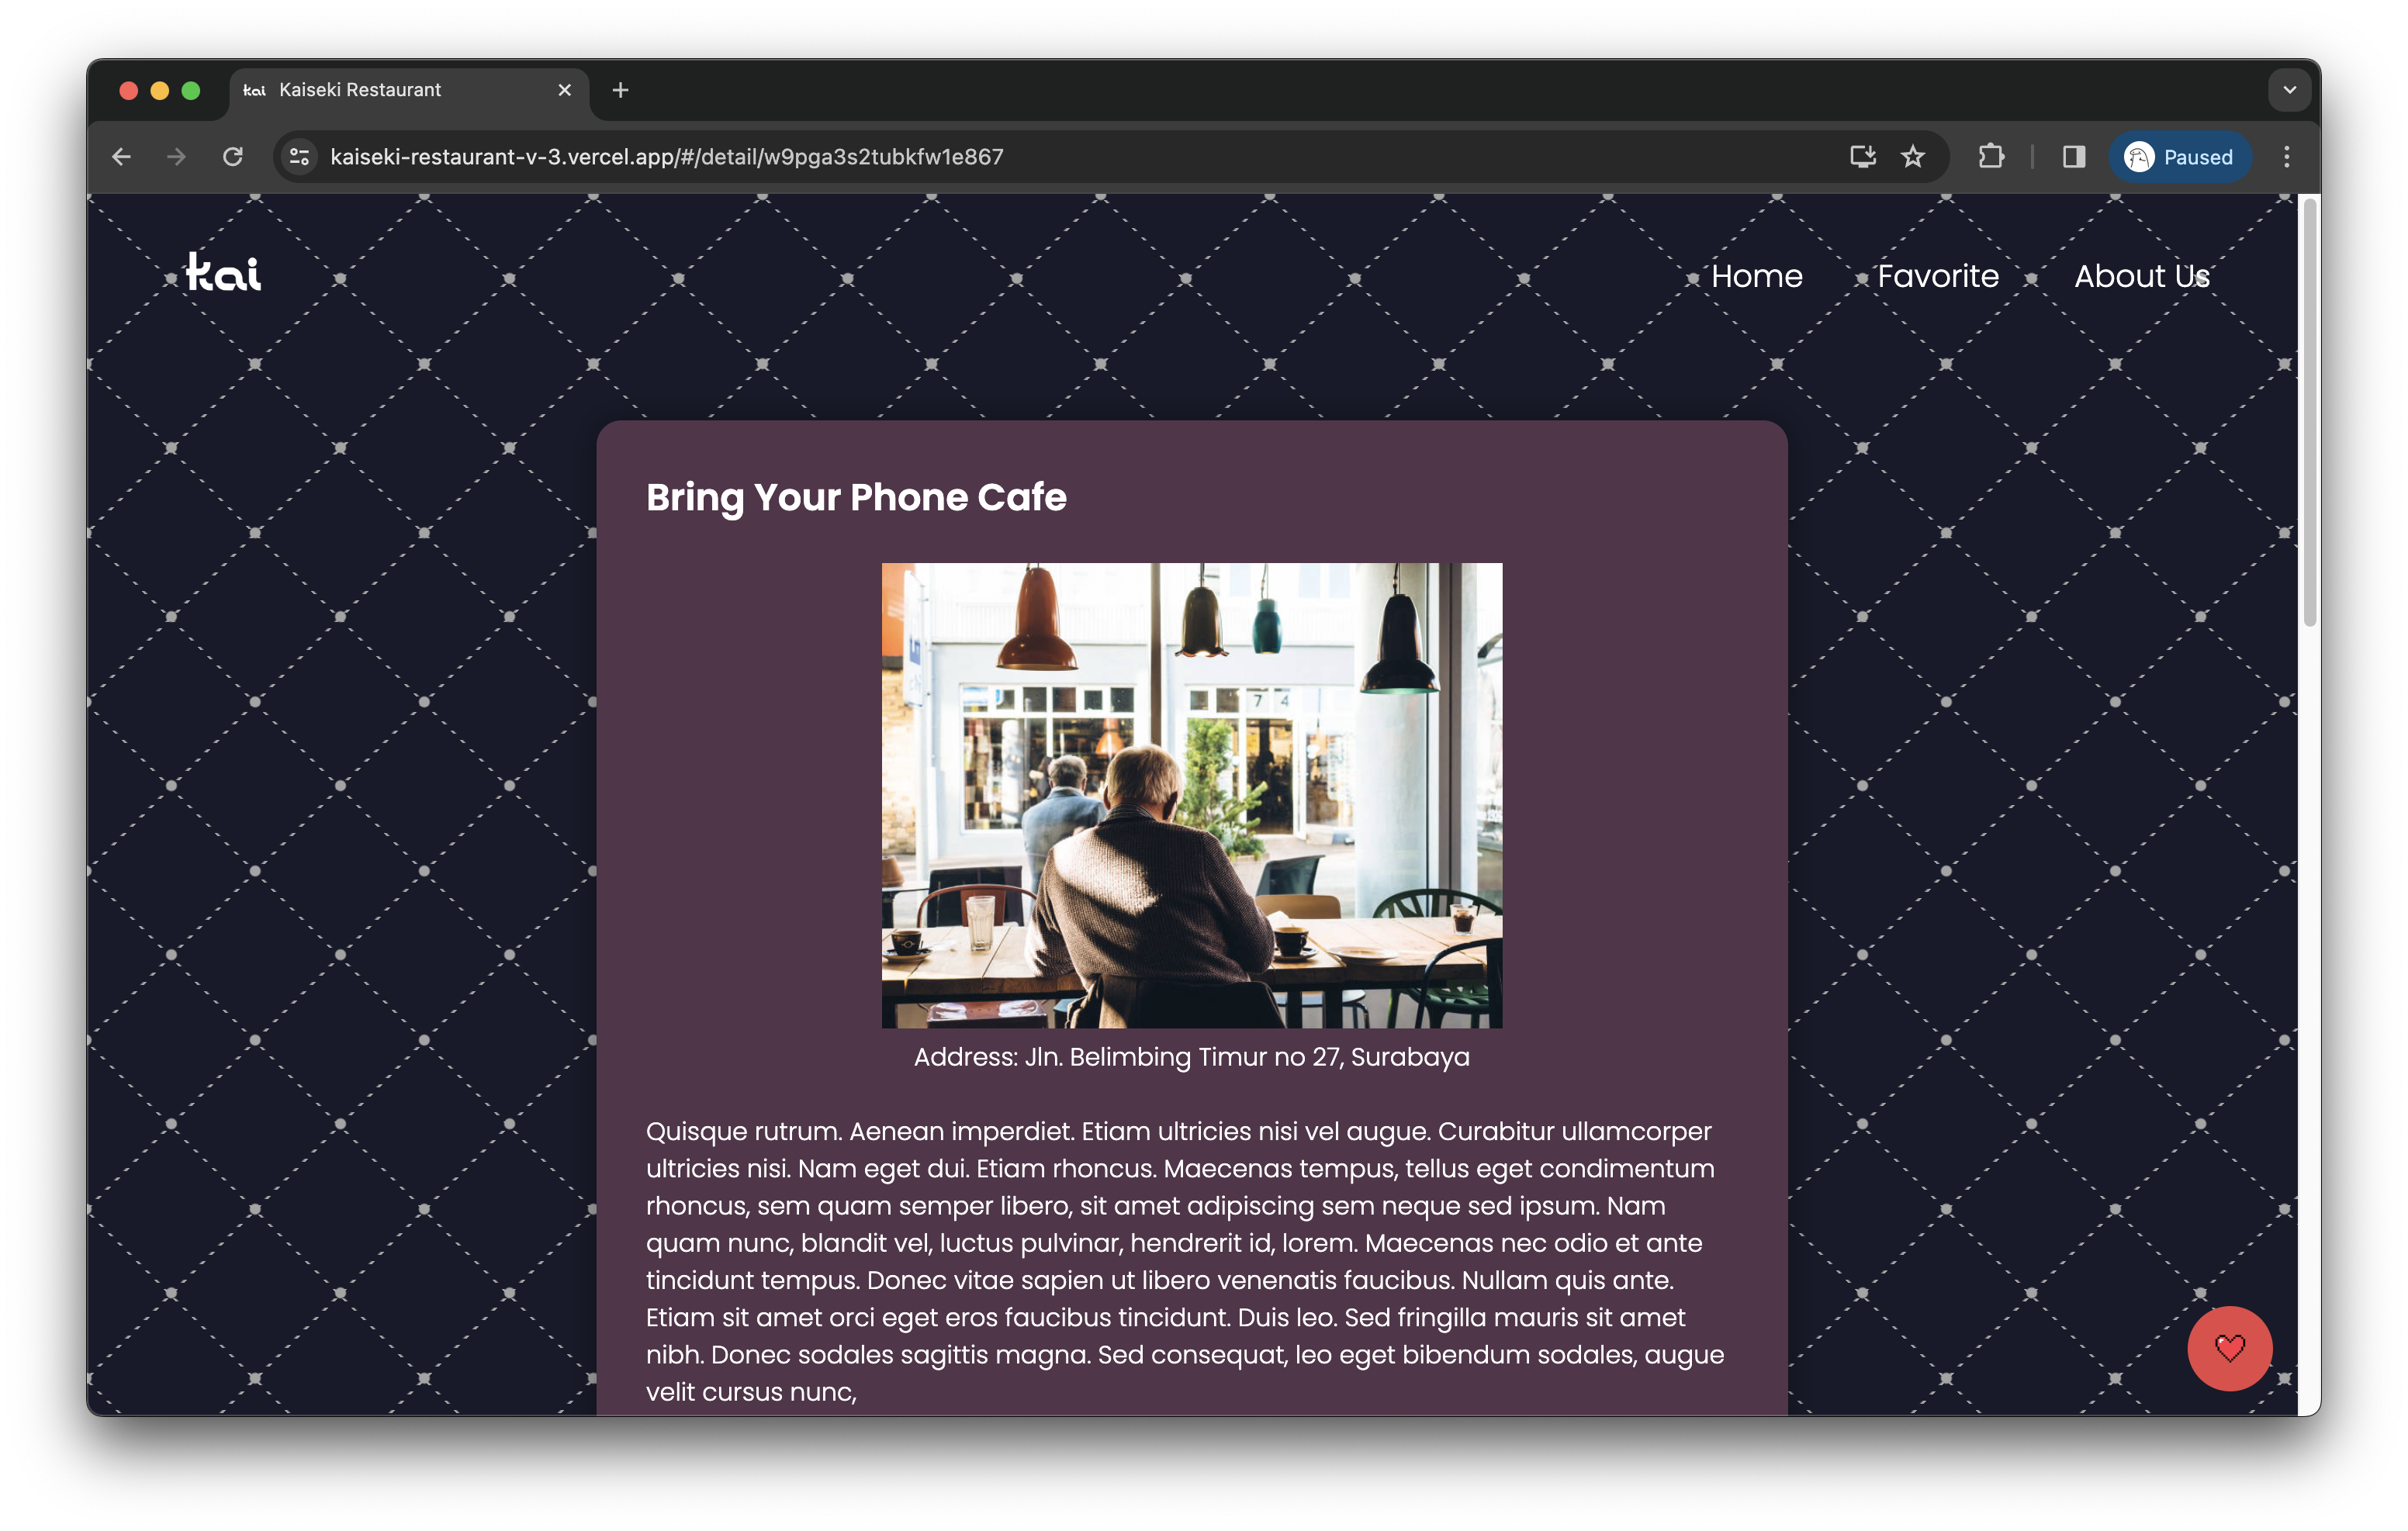 kai Kaiseki Restaurant
kaiseki-restaurant-v-3.vercel.app/#/detail/w9pga3s2tubkfw1e867
Paused
kai
Home Favorite About Us
Bring Your Phone Cafe
7 4
Address: Jln. Belimbing Timur no 27, Surabaya
Quisque rutrum. Aenean imperdiet. Etiam ultricies nisi vel augue. Curabitur ullamcorper
ultricies nisi. Nam eget dui. Etiam rhoncus. Maecenas tempus, tellus eget condimentum
rhoncus, sem quam semper libero, sit amet adipiscing sem neque sed ipsum. Nam
quam nunc, blandit vel, luctus pulvinar, hendrerit id, lorem. Maecenas nec odio et ante
tincidunt tempus. Donec vitae sapien ut libero venenatis faucibus. Nullam quis ante.
Etiam sit amet orci eget eros faucibus tincidunt. Duis leo. Sed fringilla mauris sit amet
nibh. Donec sodales sagittis magna. Sed consequat, leo eget bibendum sodales, augue
velit cursus nunc,